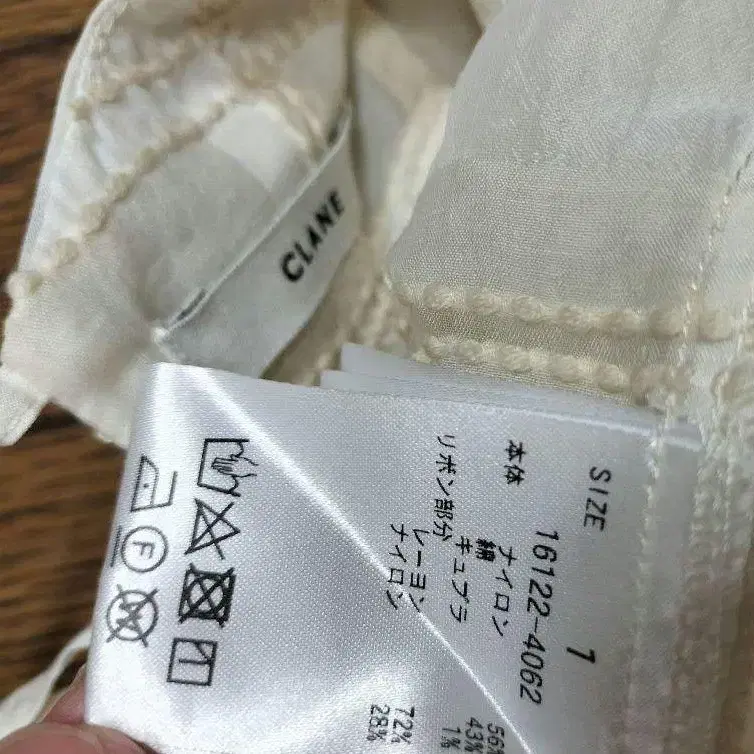 CLANE
SIZE 1
16122-4062
本体 ナイロン 56%
綿 43%
キュプラ 1%
リボン部分
レーヨン 72%
ナイロン 28%
F
W